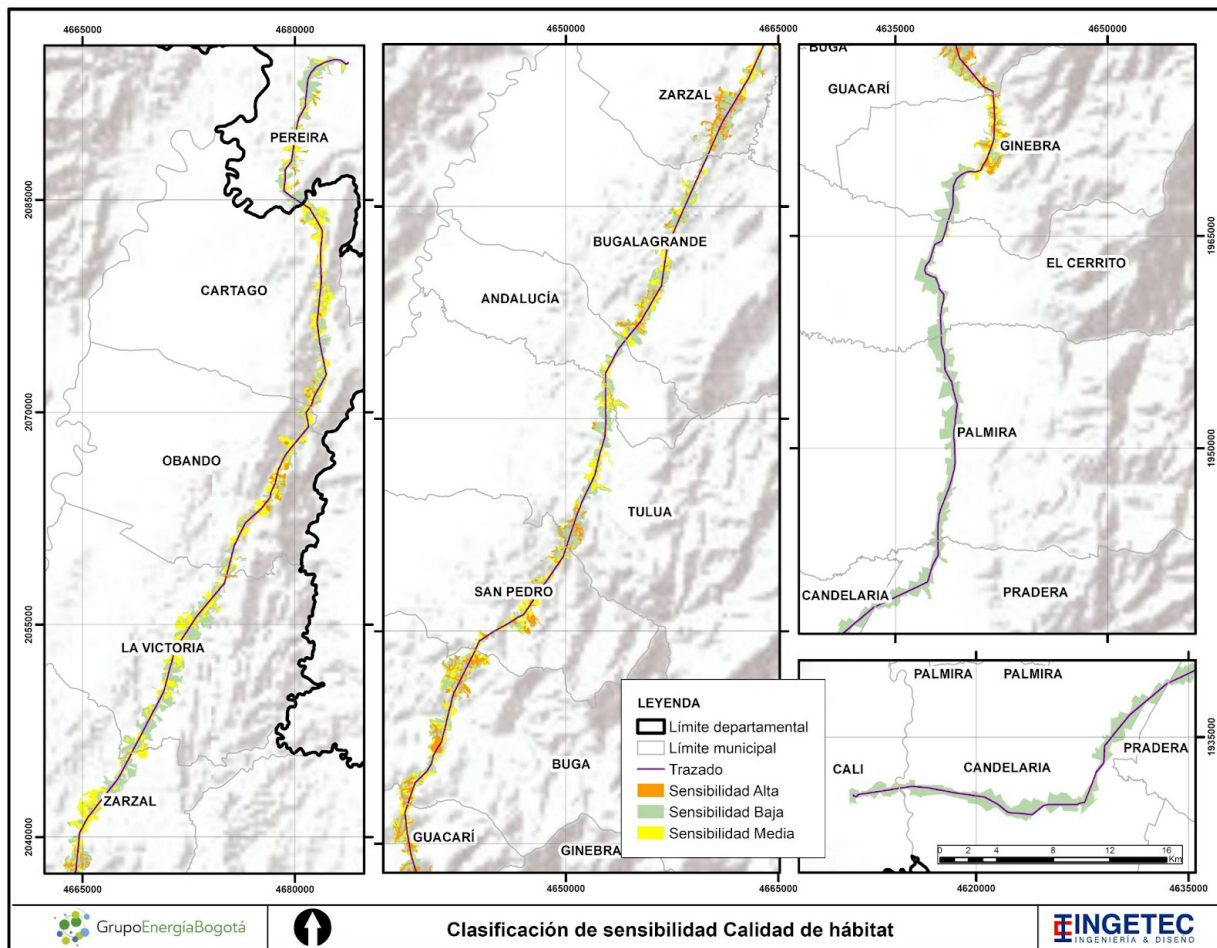 4665000
4680000
4650000
4635000
4650000
PEREIRA
2085000
CARTAGO
2070000
OBANDO
2055000
LA VICTORIA
ZARZAL
2040000
4665000
4680000
ZARZAL
BUGALAGRANDE
ANDALUCÍA
TULUA
SAN PEDRO
BUGA
GUACARÍ
GINEBRA
4650000
4665000
BUGA
GUACARÍ
GINEBRA
1965000
EL CERRITO
PALMIRA
1950000
CANDELARIA
PRADERA
PALMIRA
PALMIRA
1935000
PRADERA
CALI
CANDELARIA
0 2 4 8 12 16
Km
4620000
4635000
LEYENDA
Límite departamental
Límite municipal
Trazado
Sensibilidad Alta
Sensibilidad Baja
Sensibilidad Media
GrupoEnergíaBogotá
Clasificación de sensibilidad Calidad de hábitat
INGETEC
INGENIERÍA & DISEÑO